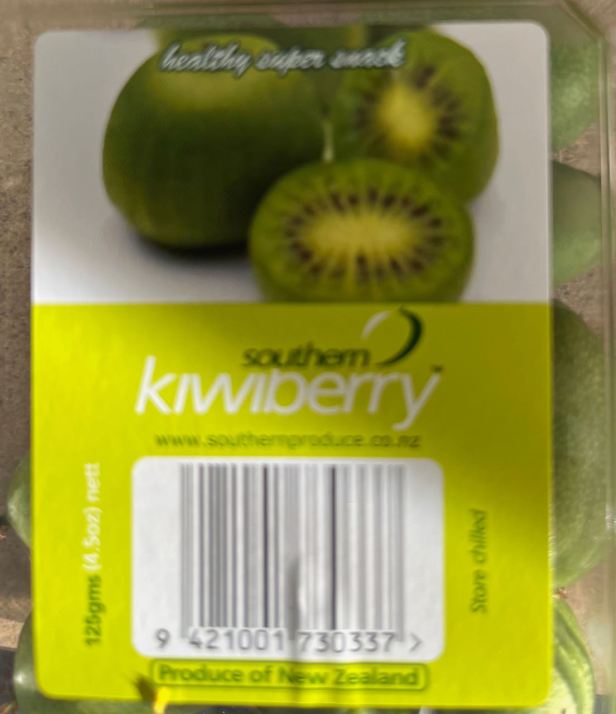 healthy super snack
southern
kiwiberry
www.southernproduce.co.nz
125gms (4.5oz) nett
Store chilled
9 421001 730337 >
Produce of New Zealand